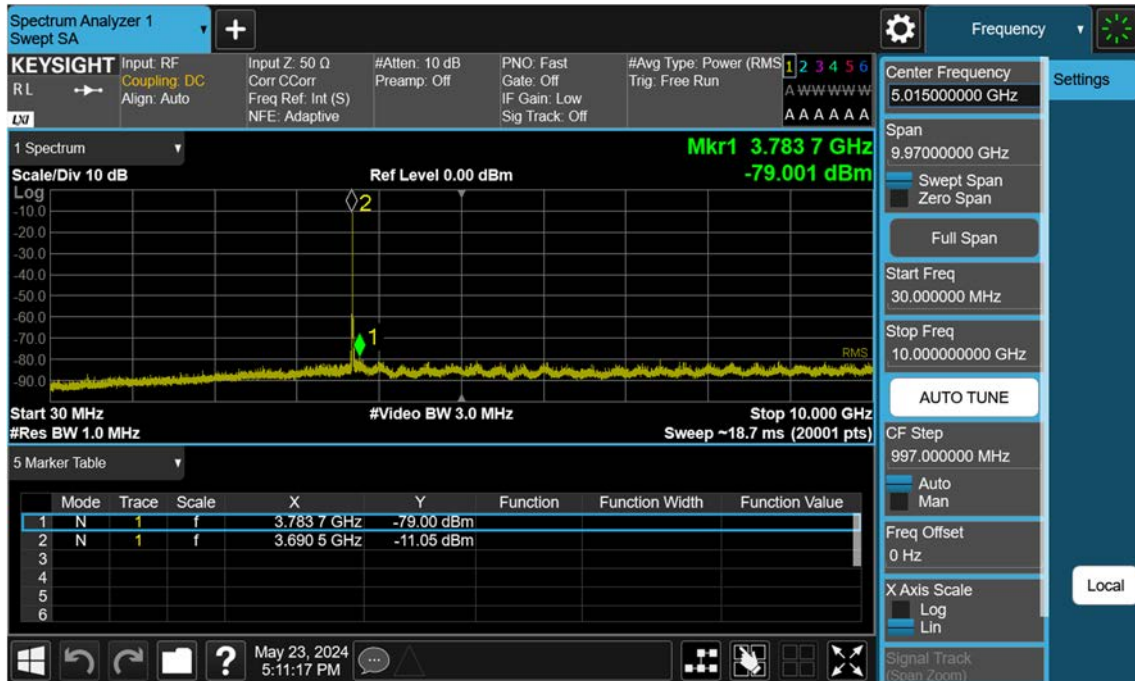 Spectrum Analyzer 1
Swept SA
+
Frequency
KEYSIGHT
R L
LXI
Input: RF
Coupling: DC
Align: Auto
Input Z: 50 Ω
Corr CCorr
Freq Ref: Int (S)
NFE: Adaptive
#Atten: 10 dB
Preamp: Off
PNO: Fast
Gate: Off
IF Gain: Low
Sig Track: Off
#Avg Type: Power (RMS
Trig: Free Run
1 2 3 4 5 6
A W W W W W
A A A A A A
1 Spectrum
Scale/Div 10 dB
Ref Level 0.00 dBm
Mkr1 3.783 7 GHz
-79.001 dBm
Log
-10.0
-20.0
-30.0
-40.0
-50.0
-60.0
-70.0
-80.0
-90.0
2
1
RMS
Start 30 MHz
#Video BW 3.0 MHz
Stop 10.000 GHz
#Res BW 1.0 MHz
Sweep ~18.7 ms (20001 pts)
5 Marker Table
Mode Trace Scale X Y Function Function Width Function Value
1 N 1 f 3.783 7 GHz -79.00 dBm
2 N 1 f 3.690 5 GHz -11.05 dBm
3
4
5
6
?
May 23, 2024
5:11:17 PM
Center Frequency
5.015000000 GHz
Span
9.97000000 GHz
Swept Span
Zero Span
Full Span
Start Freq
30.000000 MHz
Stop Freq
10.000000000 GHz
AUTO TUNE
CF Step
997.000000 MHz
Auto
Man
Freq Offset
0 Hz
X Axis Scale
Log
Lin
Signal Track
(Span Zoom)
Settings
Local